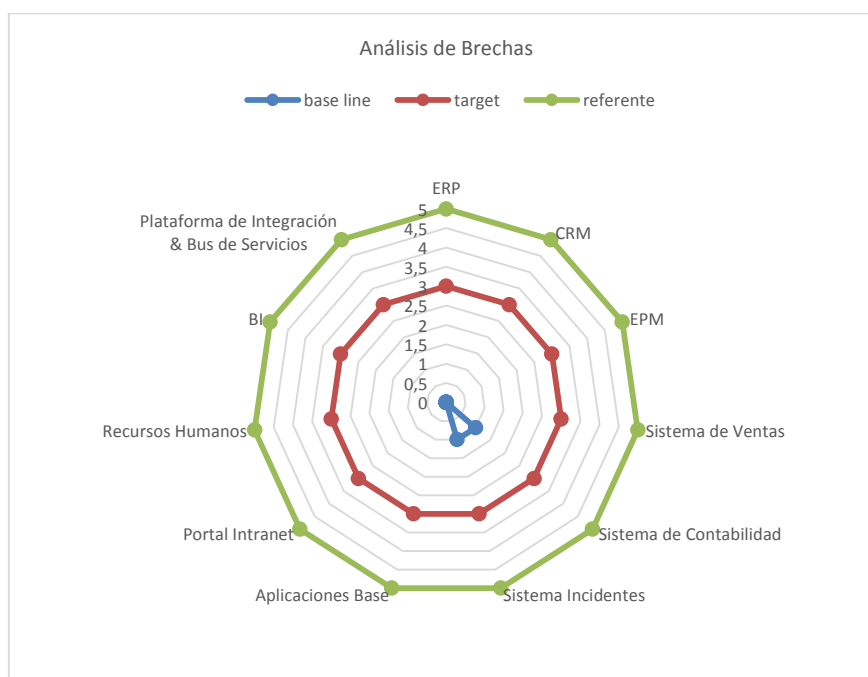 Análisis de Brechas
base line
target
referente
ERP
CRM
EPM
Sistema de Ventas
Sistema de Contabilidad
Sistema Incidentes
Aplicaciones Base
Portal Intranet
Recursos Humanos
BI
Plataforma de Integración
& Bus de Servicios
5
4,5
4
3,5
3
2,5
2
1,5
1
0,5
0